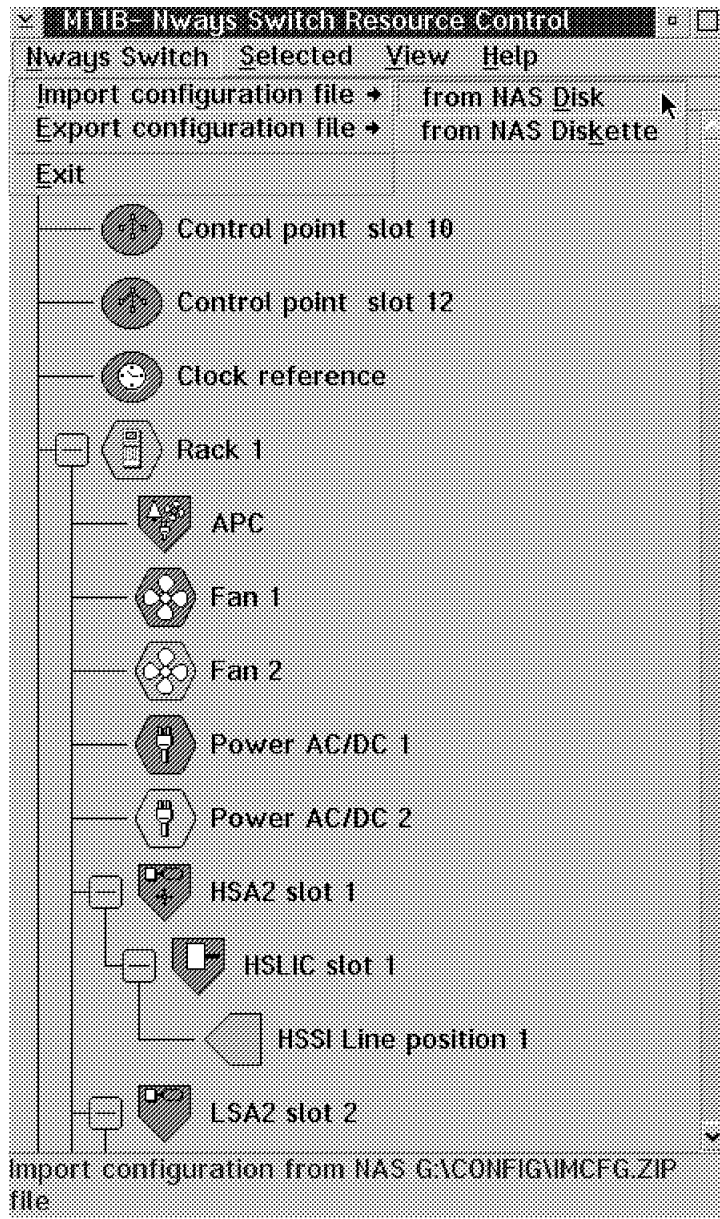 M11B- Nways Switch Resource Control
Nways Switch Selected View Help
Import configuration file → from NAS Disk
Export configuration file → from NAS Diskette
Exit
Control point slot 10
Control point slot 12
Clock reference
Rack 1
APC
Fan 1
Fan 2
Power AC/DC 1
Power AC/DC 2
HSA2 slot 1
HSLIC slot 1
HSSI Line position 1
LSA2 slot 2
Import configuration from NAS G:\CONFIG\IMCFG.ZIP
file